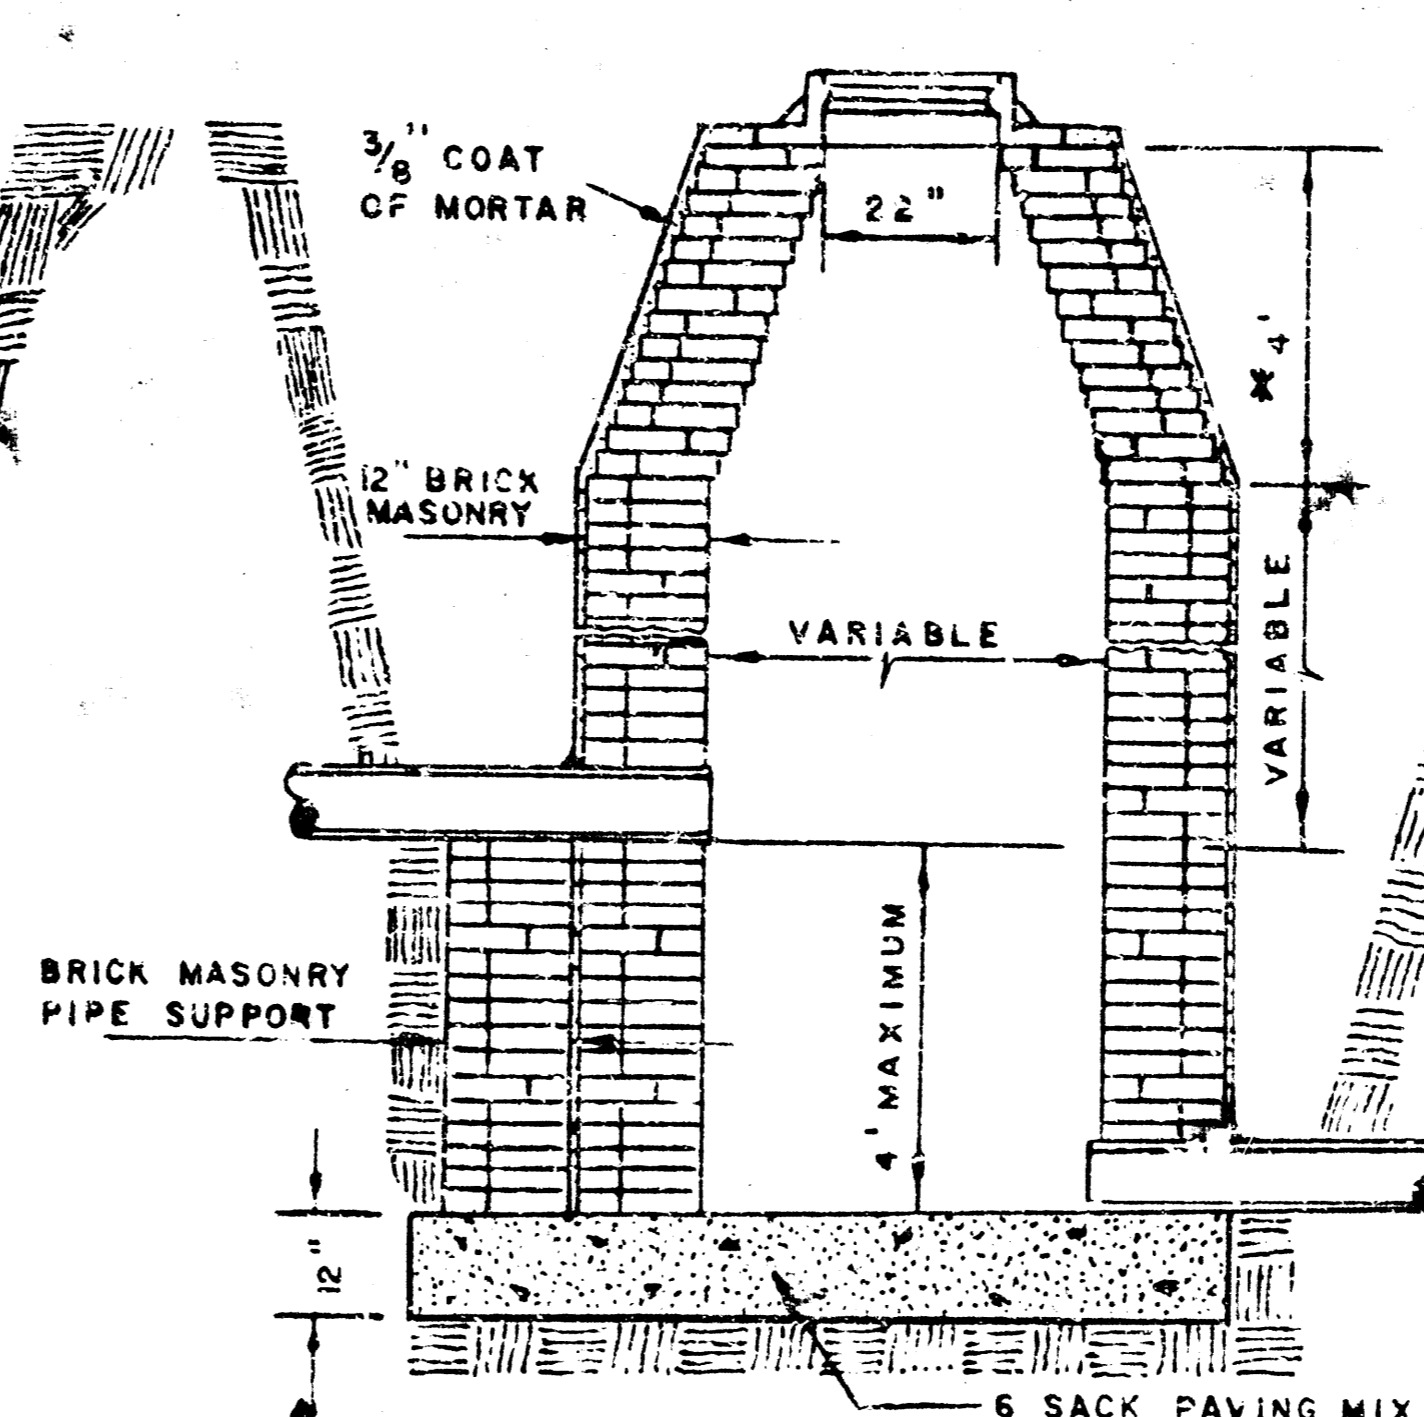 3/8" COAT
OF MORTAR
22"
* 4'
12" BRICK
MASONRY
VARIABLE
VARIABLE
BRICK MASONRY
PIPE SUPPORT
4' MAXIMUM
12"
6 SACK PAVING MIX